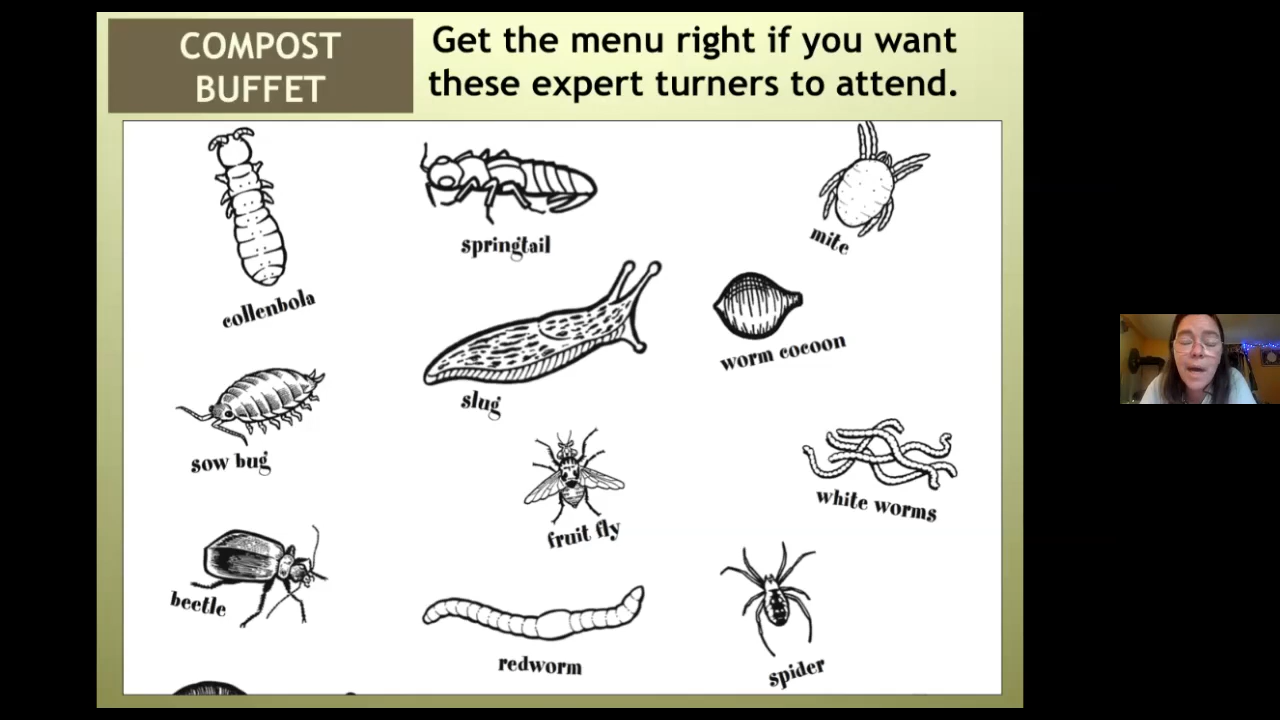 COMPOST
BUFFET
Get the menu right if you want
these expert turners to attend.
springtail
mite
collenbola
worm cocoon
slug
sow bug
white worms
fruit fly
beetle
redworm
spider